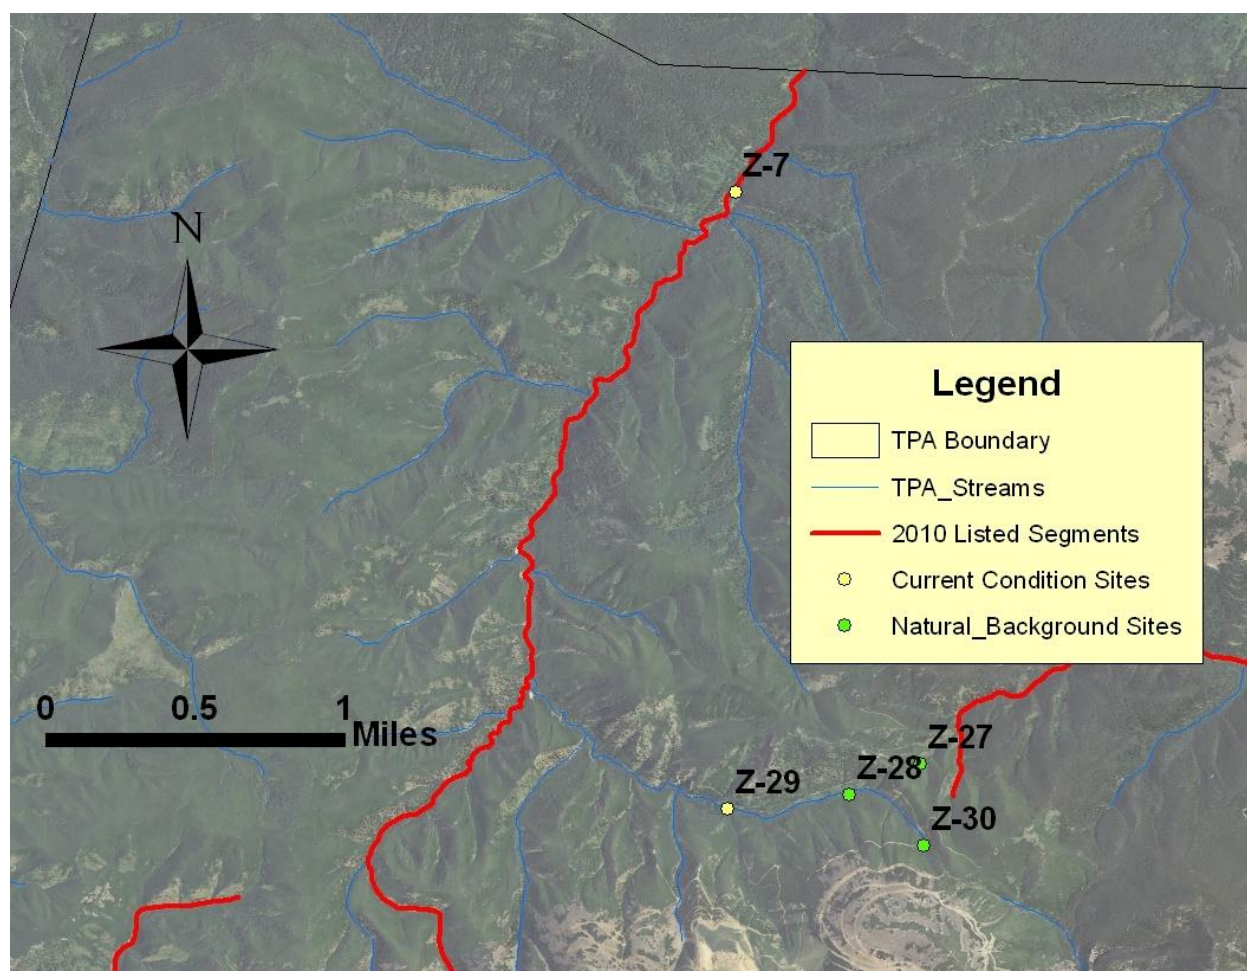 Z-7
N
Legend
TPA Boundary
TPA_Streams
2010 Listed Segments
Current Condition Sites
Natural_Background Sites
0 0.5 1
Miles
Z-27
Z-28
Z-29
Z-30